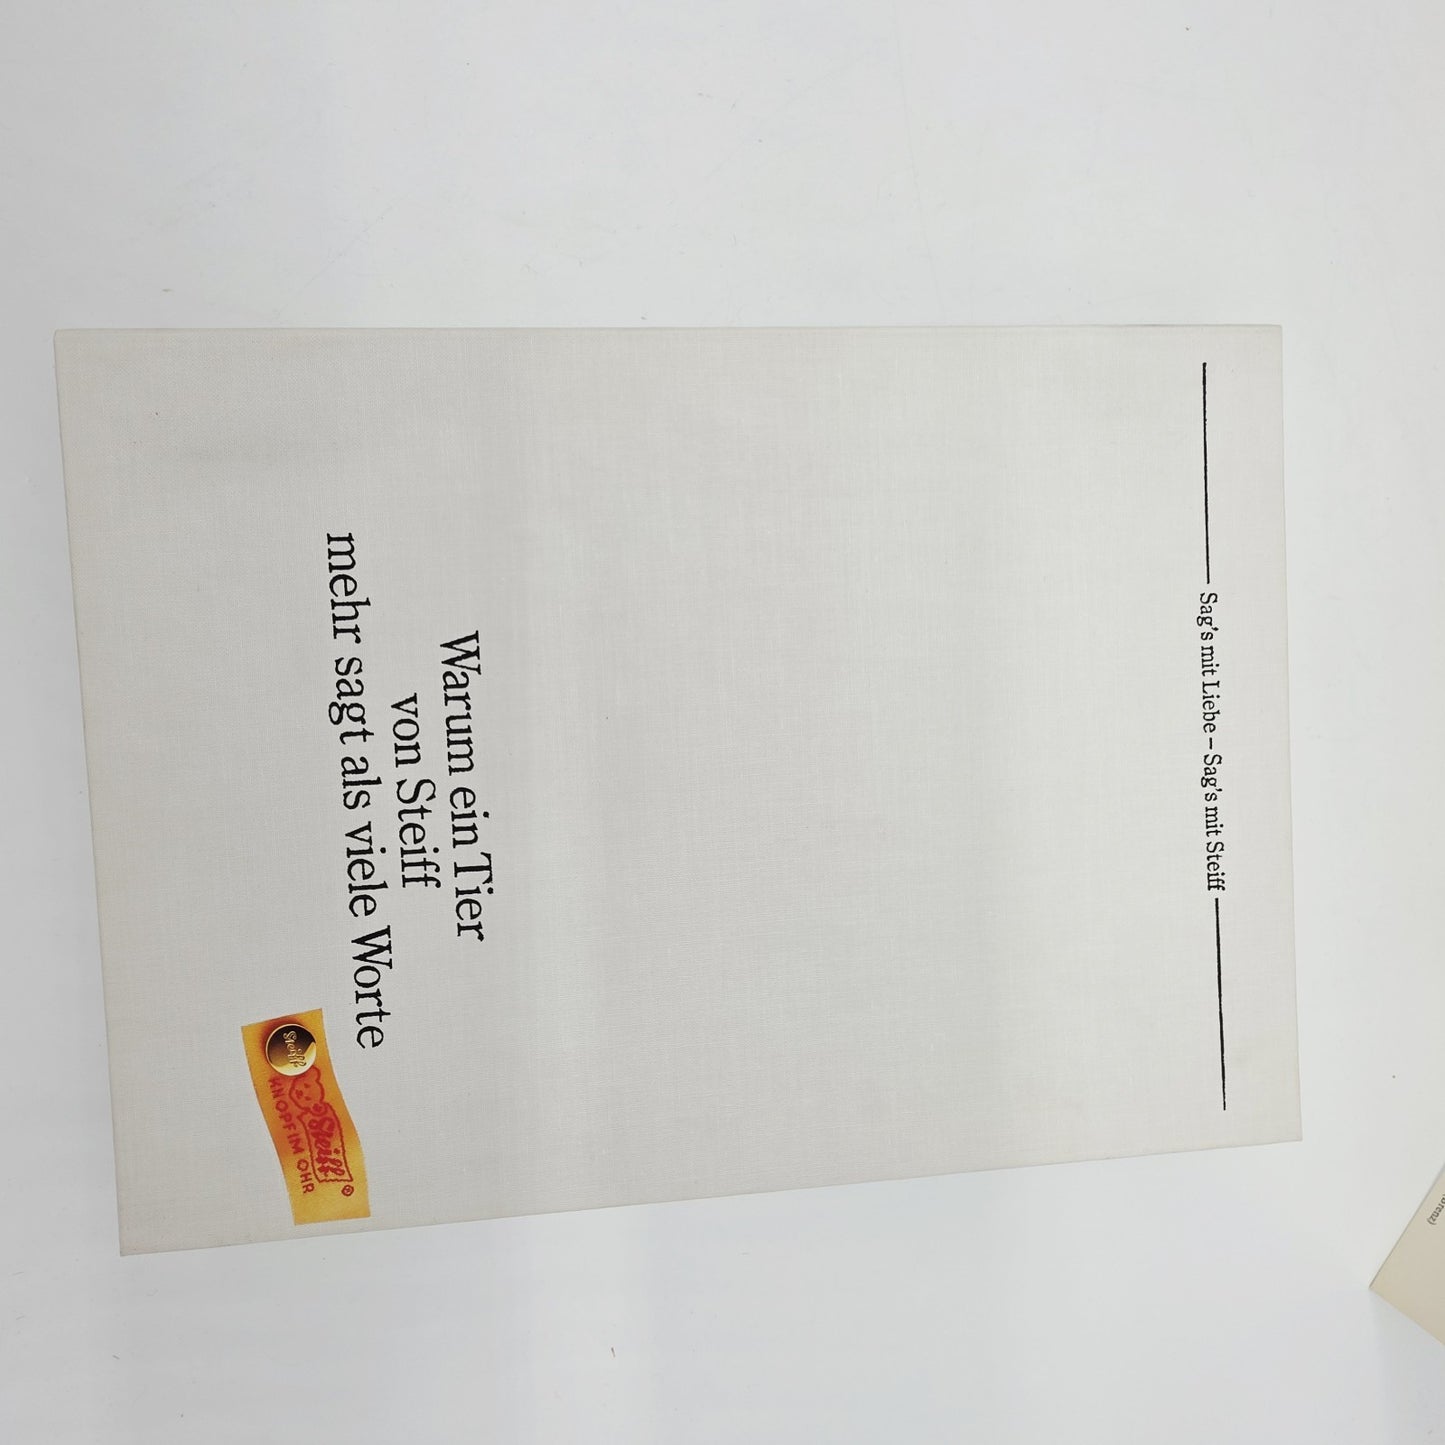 Sag's mit Liebe – Sag's mit Steiff
Warum ein Tier
von Steiff
mehr sagt als viele Worte
Steiff
Steiff ®
KNOPF IM OHR